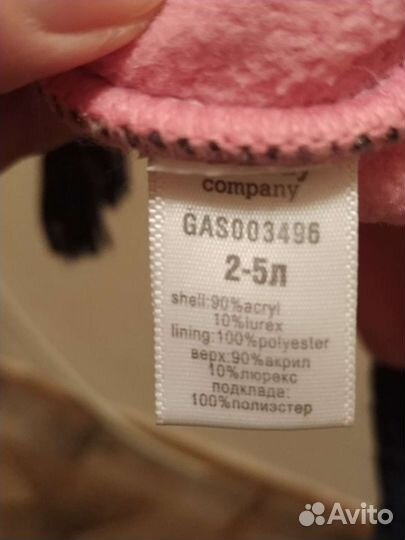 company
GAS003496
2-5л
shell:90%acryl
10%lurex
lining:100%polyester
верх:90%акрил
10%люрекс
подклада:
100%полиэстер
Avito